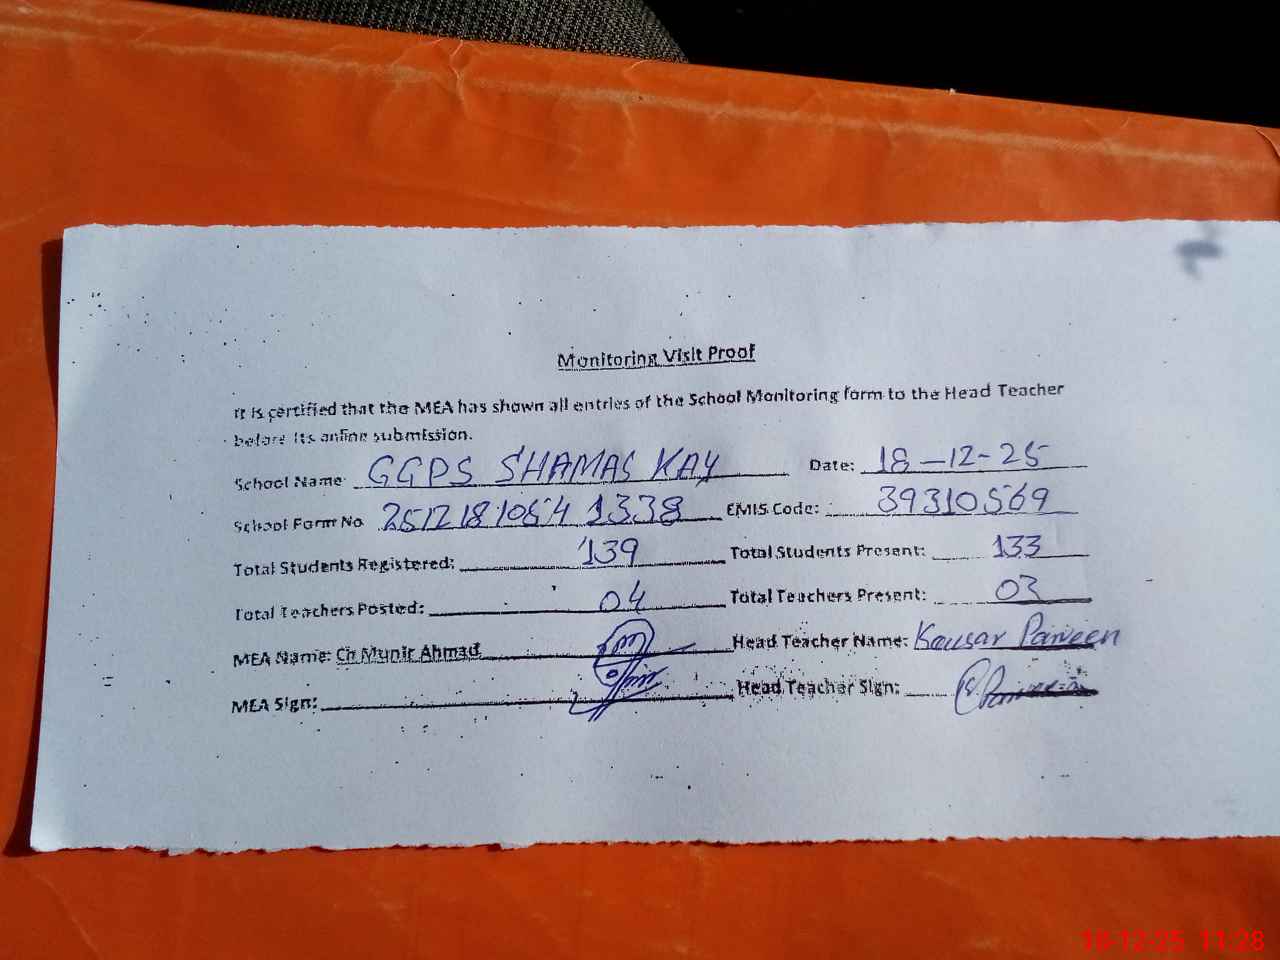 Monitoring Visit Proof
It is certified that the MEA has shown all entries of the School Monitoring form to the Head Teacher
before its online submission.
School Name GGPS SHAMAS KAY Date: 18-12-25
School Form No 25121810541338 EMIS Code: 39310569
Total Students Registered: 139 Total Students Present: 133
Total Teachers Posted: 04 Total Teachers Present: 03
MEA Name: Ch Munir Ahmad Head Teacher Name: Kausar Parveen
MEA Sign: Head Teacher Sign:
18-12-25 11:28